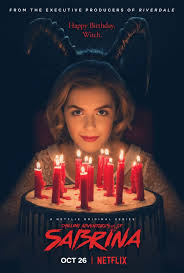 FROM THE EXECUTIVE PRODUCERS OF RIVERDALE
Happy Birthday,
Witch.
A NETFLIX ORIGINAL SERIES
CHILLING ADVENTURES OF
SABRINA
OCT 26 | NETFLIX